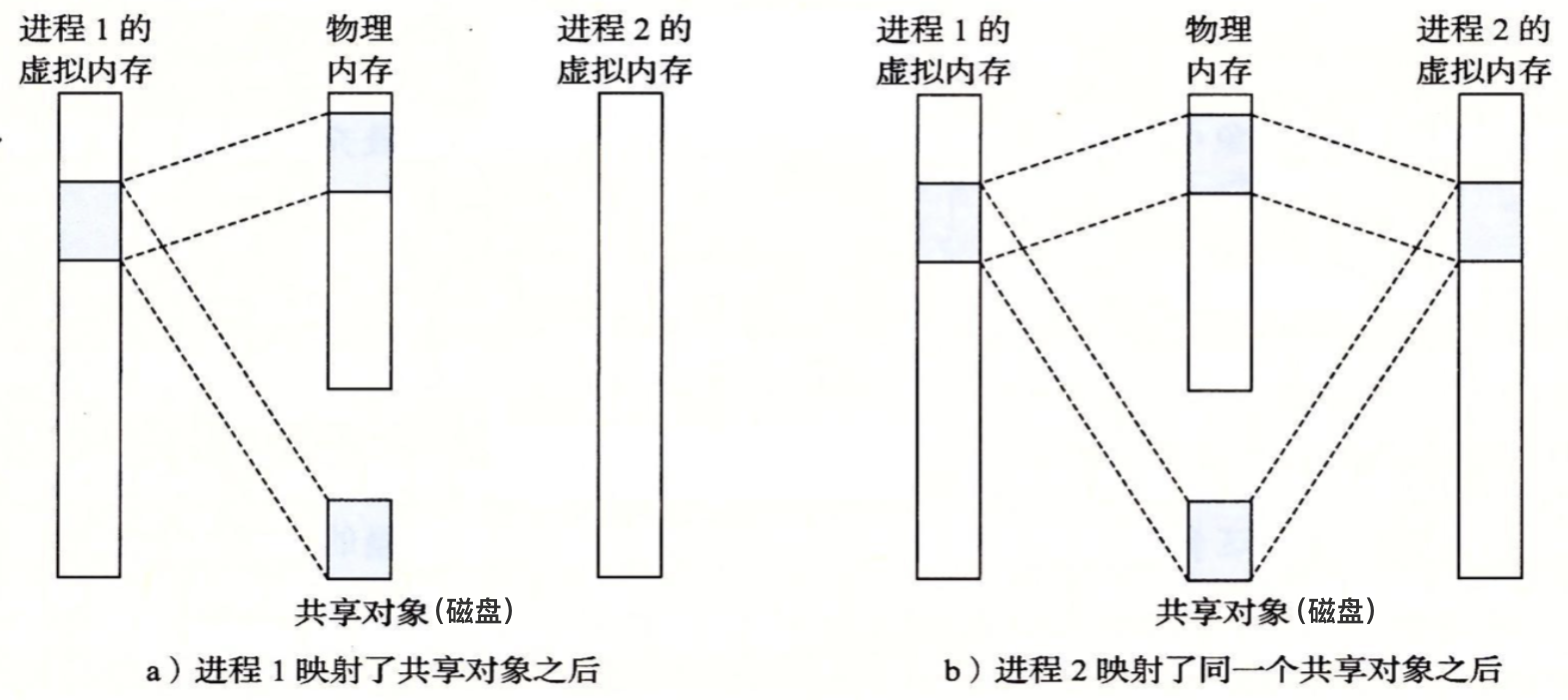 进程 1 的
虚拟内存
物理
内存
进程 2 的
虚拟内存
共享对象(磁盘)
a)进程 1 映射了共享对象之后
进程 1 的
虚拟内存
物理
内存
进程 2 的
虚拟内存
共享对象(磁盘)
b)进程 2 映射了同一个共享对象之后